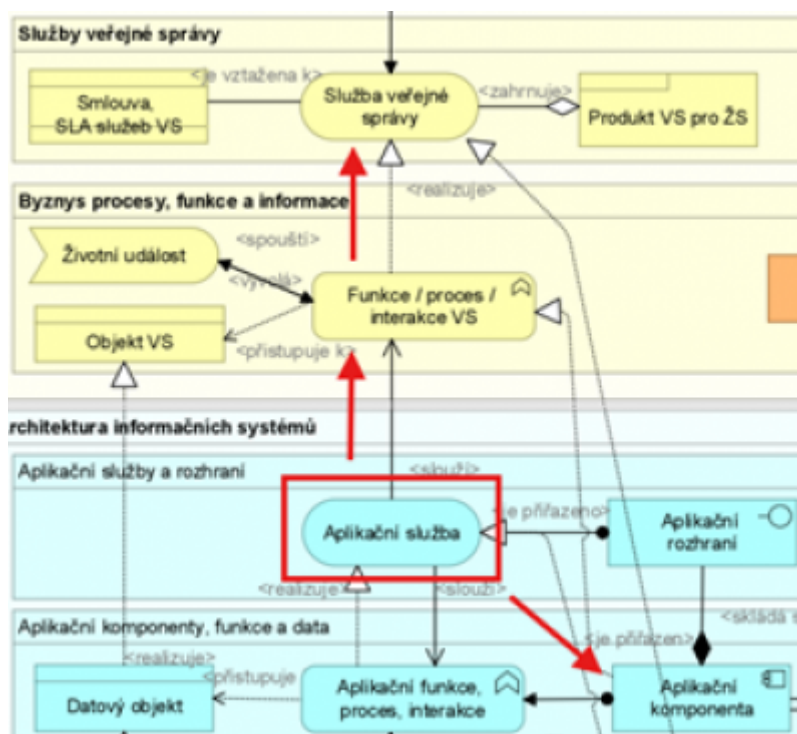 Služby veřejné správy
<je vztažena k>
Smlouva,
SLA služeb VS
Služba veřejné
správy
<zahrnuje>
Produkt VS pro ŽS
<realizuje>
Byznys procesy, funkce a informace
Životní událost
<spouští>
<vyvolá>
Funkce / proces /
interakce VS
Objekt VS
<přistupuje k>
rchitektura informačních systémů
Aplikační služby a rozhraní
<slouží>
Aplikační služba
<je přiřazeno>
Aplikační
rozhraní
<realizuje>
<slouží>
Aplikační komponenty, funkce a data
<je přiřazen>
<skládá s
<realizuje>
<přistupuje
Datový objekt
Aplikační funkce,
proces, interakce
Aplikační
komponenta